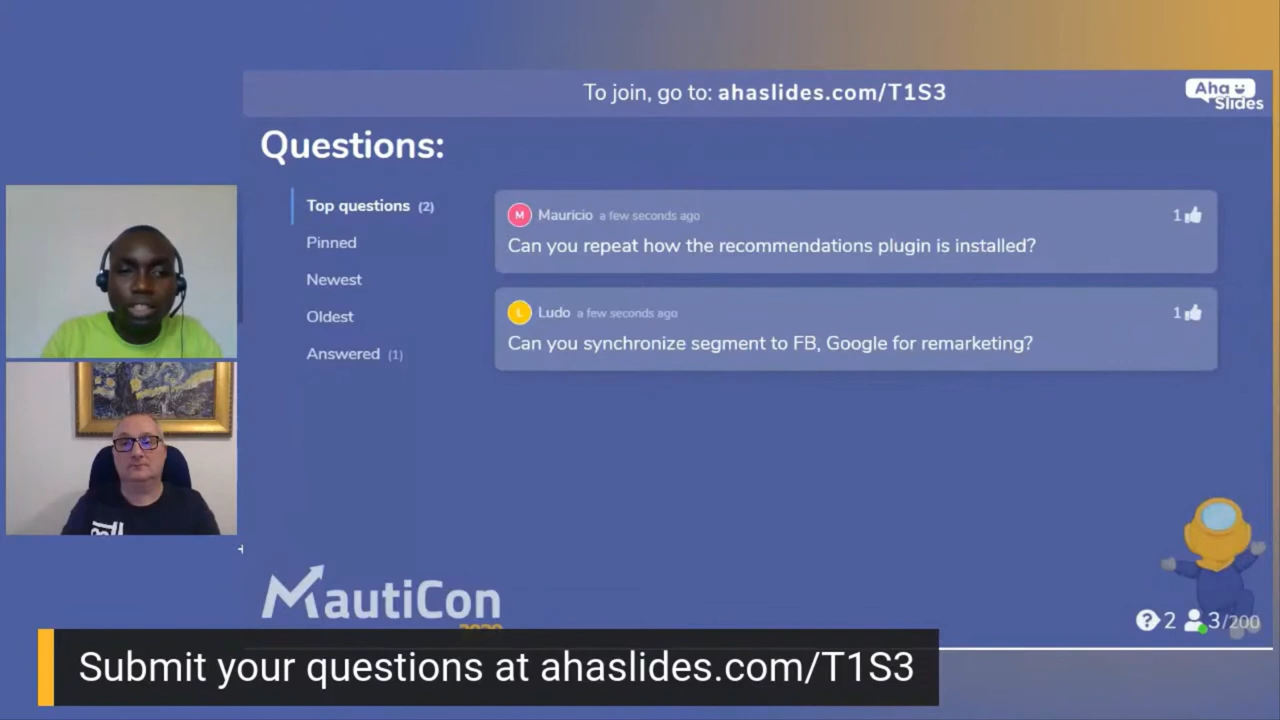 To join, go to: ahaslides.com/T1S3
Aha
Slides
Questions:
Top questions (2)
Pinned
Newest
Oldest
Answered (1)
M Mauricio a few seconds ago 1
Can you repeat how the recommendations plugin is installed?
L Ludo a few seconds ago 1
Can you synchronize segment to FB, Google for remarketing?
MautiCon
? 2 3/200
Submit your questions at ahaslides.com/T1S3